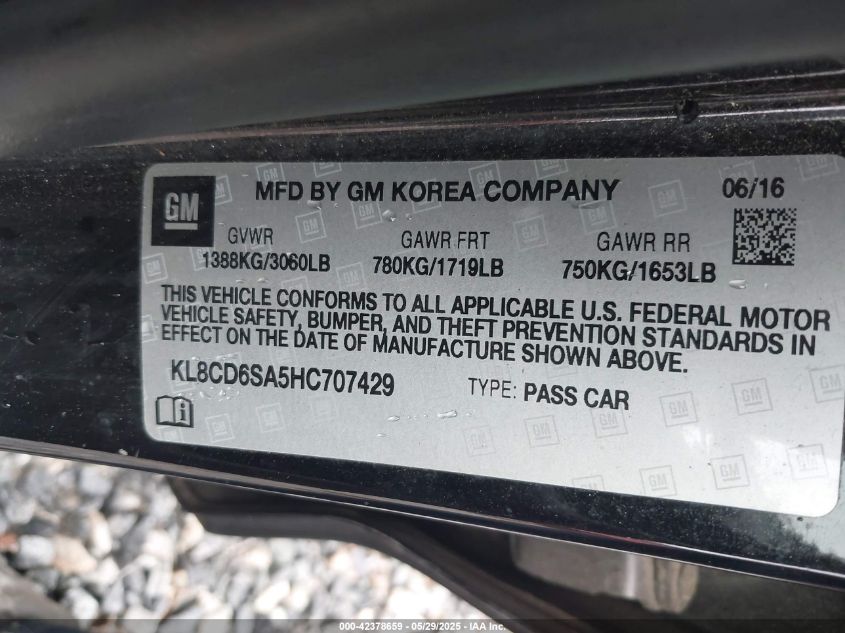 GM
MFD BY GM KOREA COMPANY 06/16
GVWR GAWR FRT GAWR RR
1388KG/3060LB 780KG/1719LB 750KG/1653LB
THIS VEHICLE CONFORMS TO ALL APPLICABLE U.S. FEDERAL MOTOR
VEHICLE SAFETY, BUMPER, AND THEFT PREVENTION STANDARDS IN
EFFECT ON THE DATE OF MANUFACTURE SHOWN ABOVE.
KL8CD6SA5HC707429 TYPE: PASS CAR
000-42378659 - 05/29/2025 - IAA Inc.